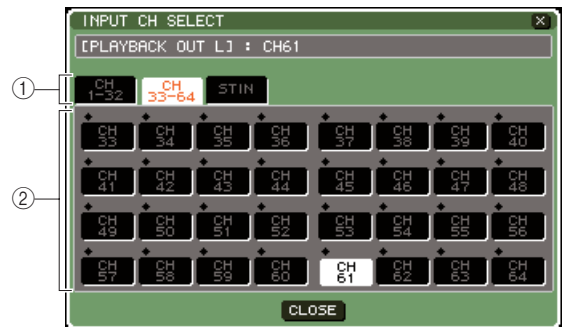 INPUT CH SELECT
[PLAYBACK OUT L] : CH61
① CH 1-32 CH 33-64 STIN
CH 33 CH 34 CH 35 CH 36 CH 37 CH 38 CH 39 CH 40
② CH 41 CH 42 CH 43 CH 44 CH 45 CH 46 CH 47 CH 48
CH 49 CH 50 CH 51 CH 52 CH 53 CH 54 CH 55 CH 56
CH 57 CH 58 CH 59 CH 60 CH 61 CH 62 CH 63 CH 64
CLOSE